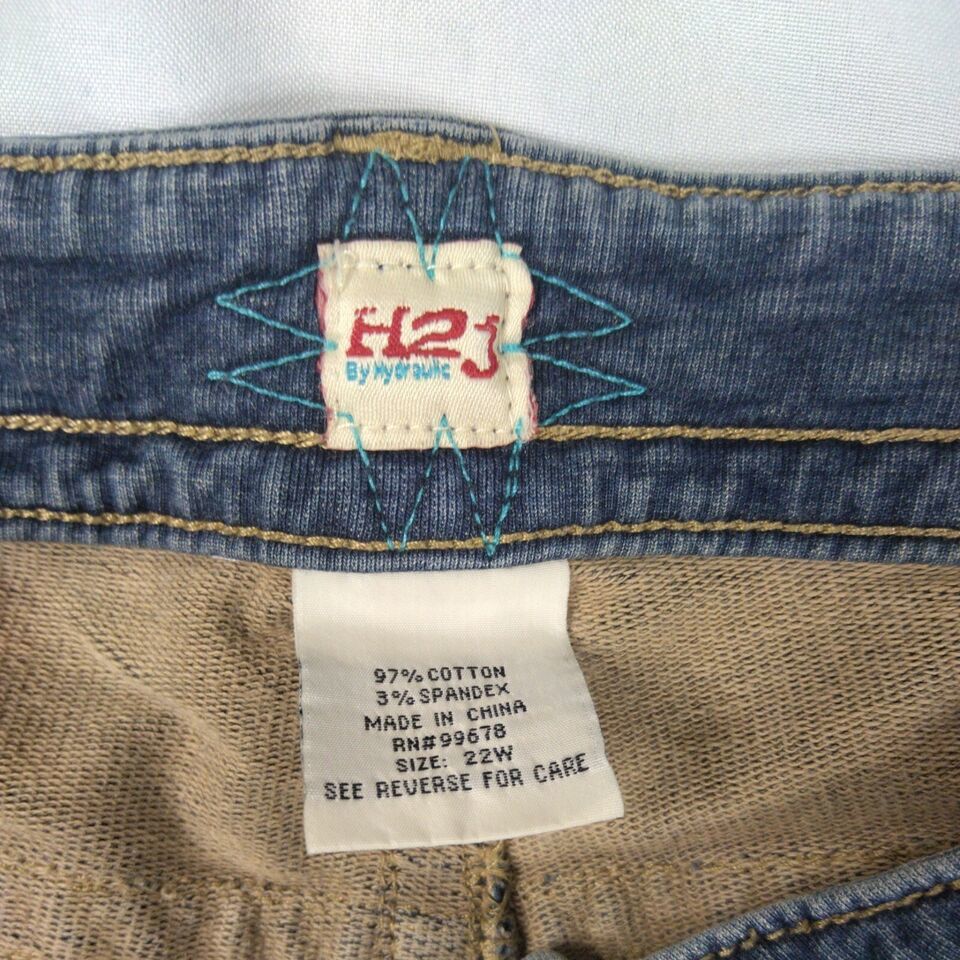 H2j
By Hydraulic
97% COTTON
3% SPANDEX
MADE IN CHINA
RN#99678
SIZE: 22W
SEE REVERSE FOR CARE